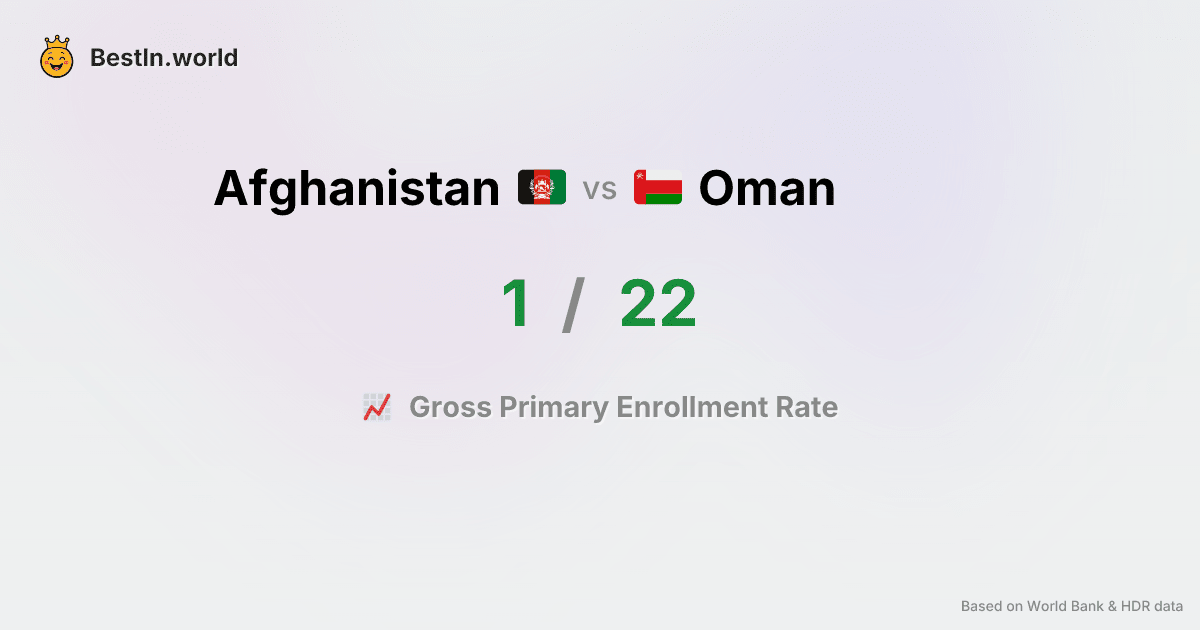 BestIn.world
Afghanistan vs Oman
1 / 22
Gross Primary Enrollment Rate
Based on World Bank & HDR data